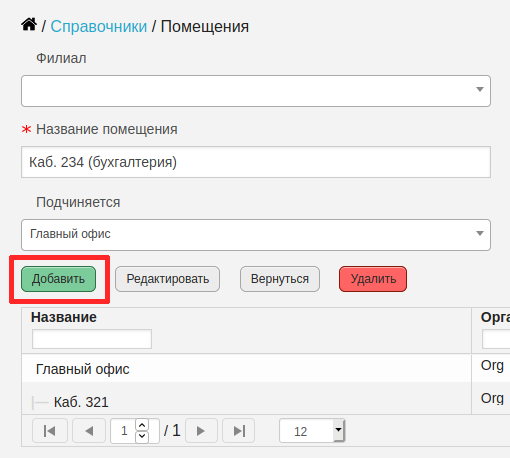 / Справочники / Помещения
Филиал
* Название помещения
Каб. 234 (бухгалтерия)
Подчиняется
Главный офис
Добавить Редактировать Вернуться Удалить
Название Орга
Главный офис Org
Каб. 321 Org
1 / 1 12